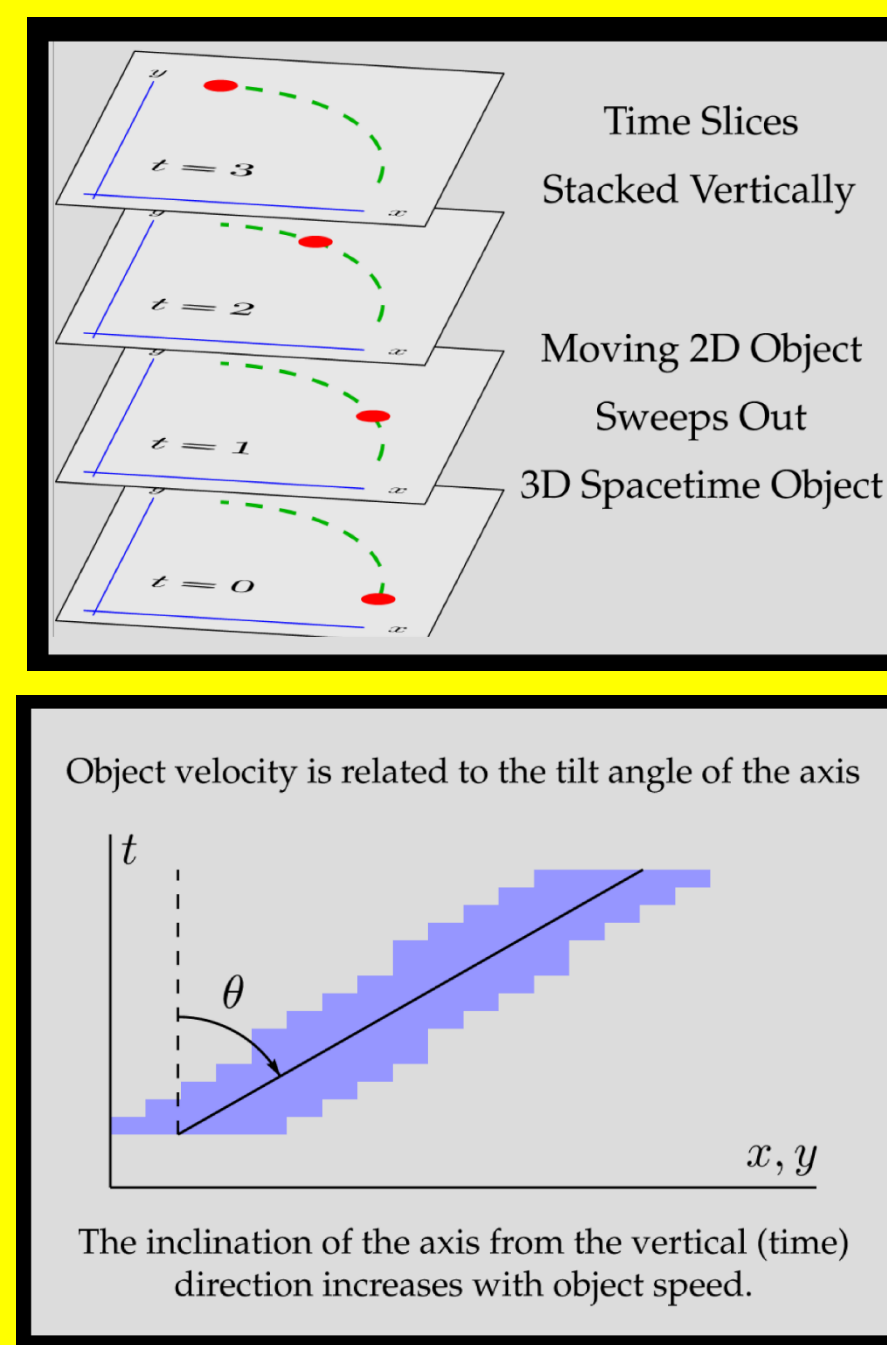 y
t = 3
x
Time Slices
Stacked Vertically
y
t = 2
x
Moving 2D Object
Sweeps Out
3D Spacetime Object
y
t = 1
x
y
t = 0
x
Object velocity is related to the tilt angle of the axis
t
θ
x, y
The inclination of the axis from the vertical (time)
direction increases with object speed.